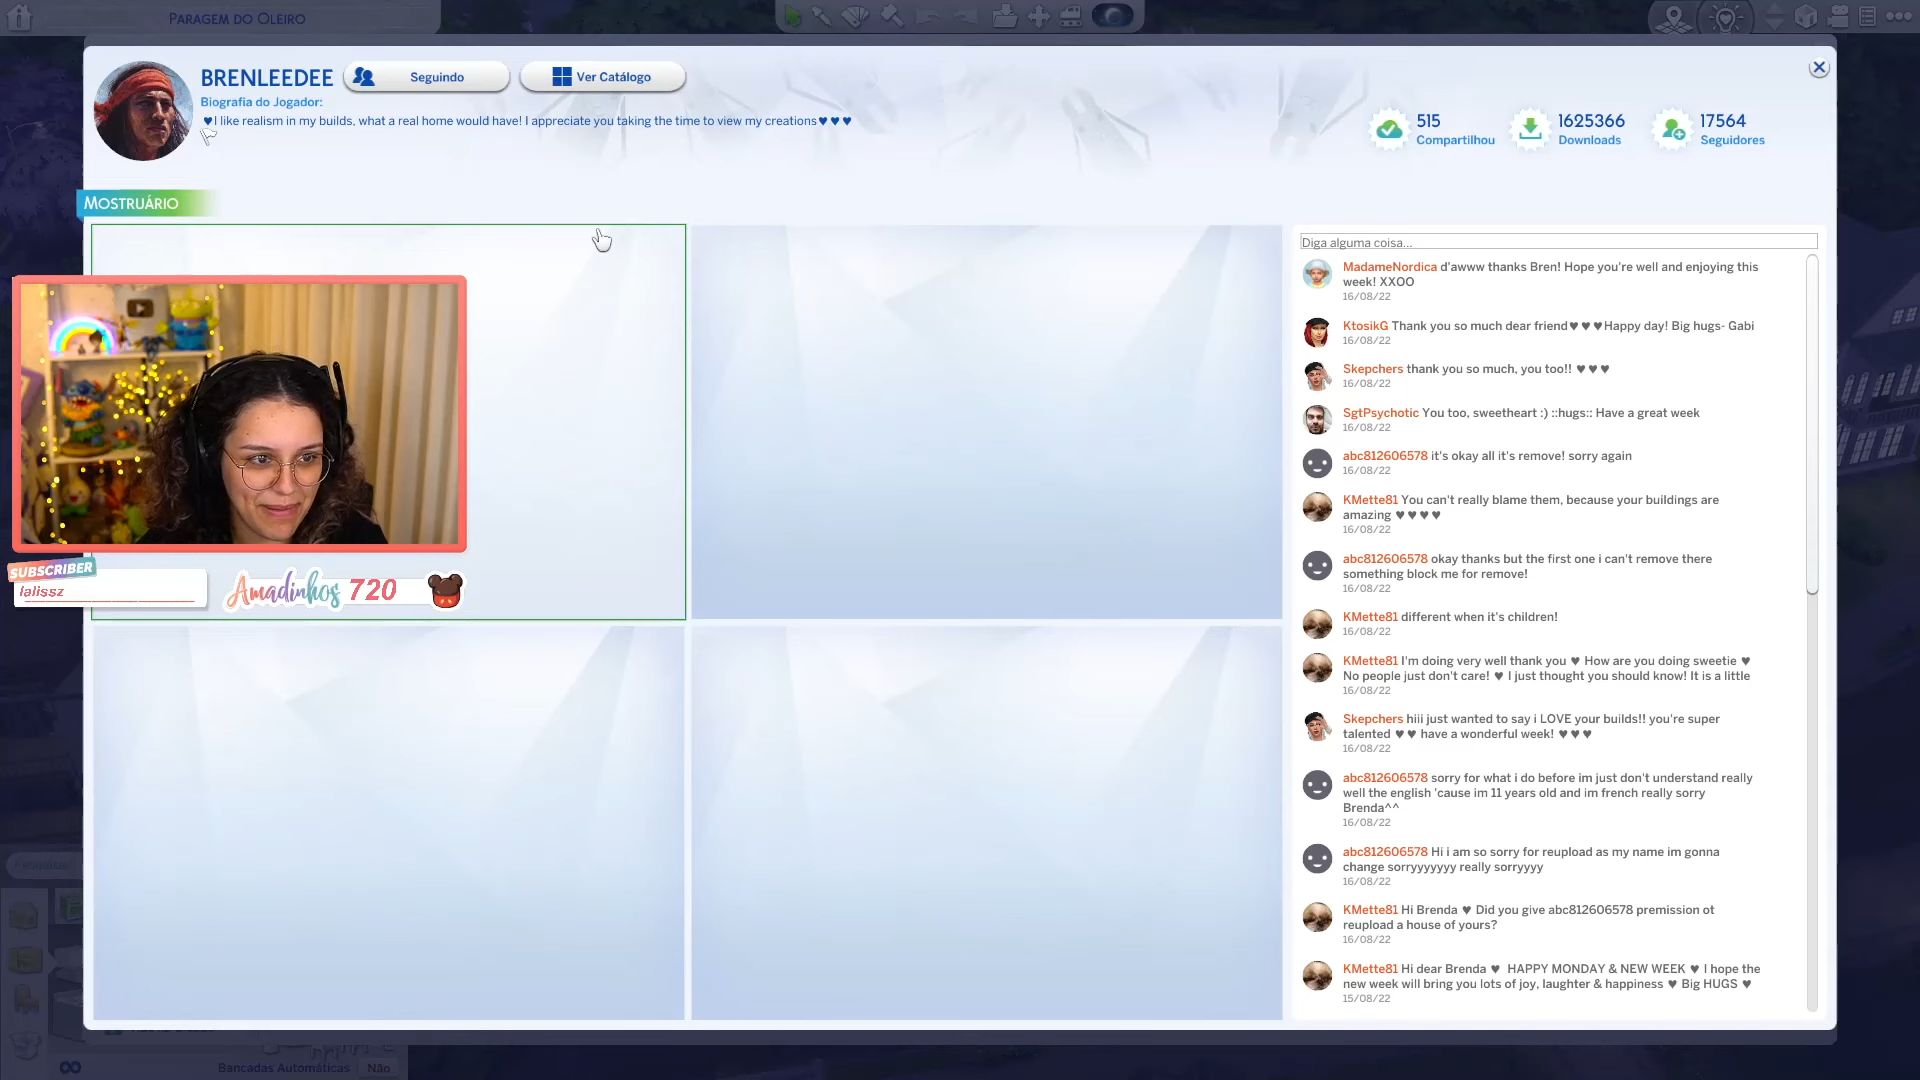 PARAGEM DO OLEIRO
BRENLEEDEE
Seguindo
Ver Catálogo
Biografia do Jogador:
♥I like realism in my builds, what a real home would have! I appreciate you taking the time to view my creations♥♥♥
515
Compartilhou
1625366
Downloads
17564
Seguidores
MOSTRUÁRIO
SUBSCRIBER
lalissz
Amadinhos 720
Diga alguma coisa...
MadameNordica d'awww thanks Bren! Hope you're well and enjoying this
week! XXOO
16/08/22
KtosikG Thank you so much dear friend♥♥♥Happy day! Big hugs- Gabi
16/08/22
Skepchers thank you so much, you too!! ♥♥♥
16/08/22
SgtPsychotic You too, sweetheart :) ::hugs:: Have a great week
16/08/22
abc812606578 it's okay all it's remove! sorry again
16/08/22
KMette81 You can't really blame them, because your buildings are
amazing ♥♥♥♥
16/08/22
abc812606578 okay thanks but the first one i can't remove there
something block me for remove!
16/08/22
KMette81 different when it's children!
16/08/22
KMette81 I'm doing very well thank you ♥ How are you doing sweetie ♥
No people just don't care! ♥ I just thought you should know! It is a little
16/08/22
Skepchers hiii just wanted to say i LOVE your builds!! you're super
talented ♥♥ have a wonderful week! ♥♥♥
16/08/22
abc812606578 sorry for what i do before im just don't understand really
well the english 'cause im 11 years old and im french really sorry
Brenda^^
16/08/22
abc812606578 Hi i am so sorry for reupload as my name im gonna
change sorryyyyyyy really sorryyyy
16/08/22
KMette81 Hi Brenda ♥ Did you give abc812606578 premission ot
reupload a house of yours?
16/08/22
KMette81 Hi dear Brenda ♥ HAPPY MONDAY & NEW WEEK ♥ I hope the
new week will bring you lots of joy, laughter & happiness ♥ Big HUGS ♥
15/08/22
Bancadas Automáticas Não